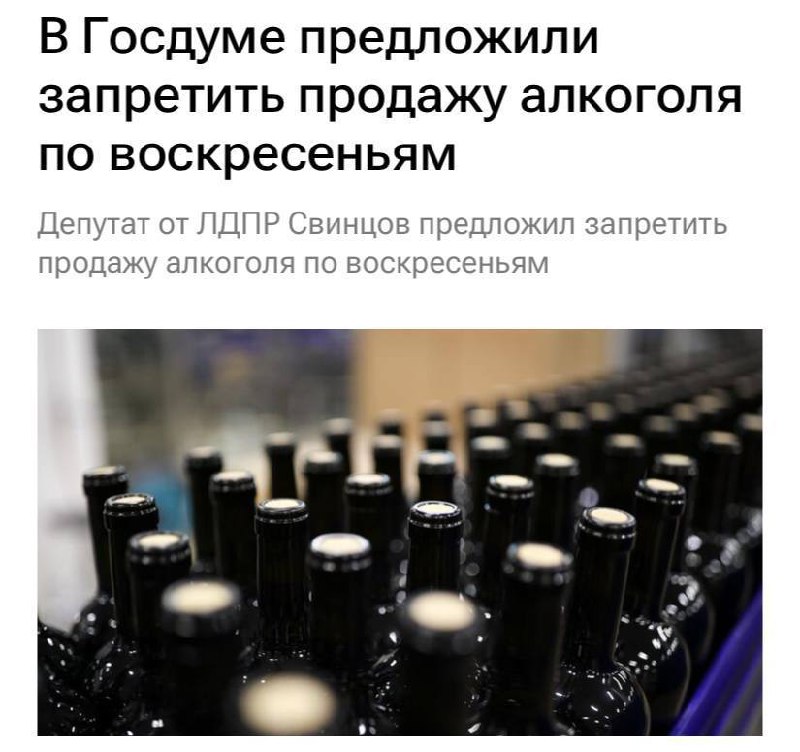 В Госдуме предложили
запретить продажу алкоголя
по воскресеньям
Депутат от ЛДПР Свинцов предложил запретить
продажу алкоголя по воскресеньям